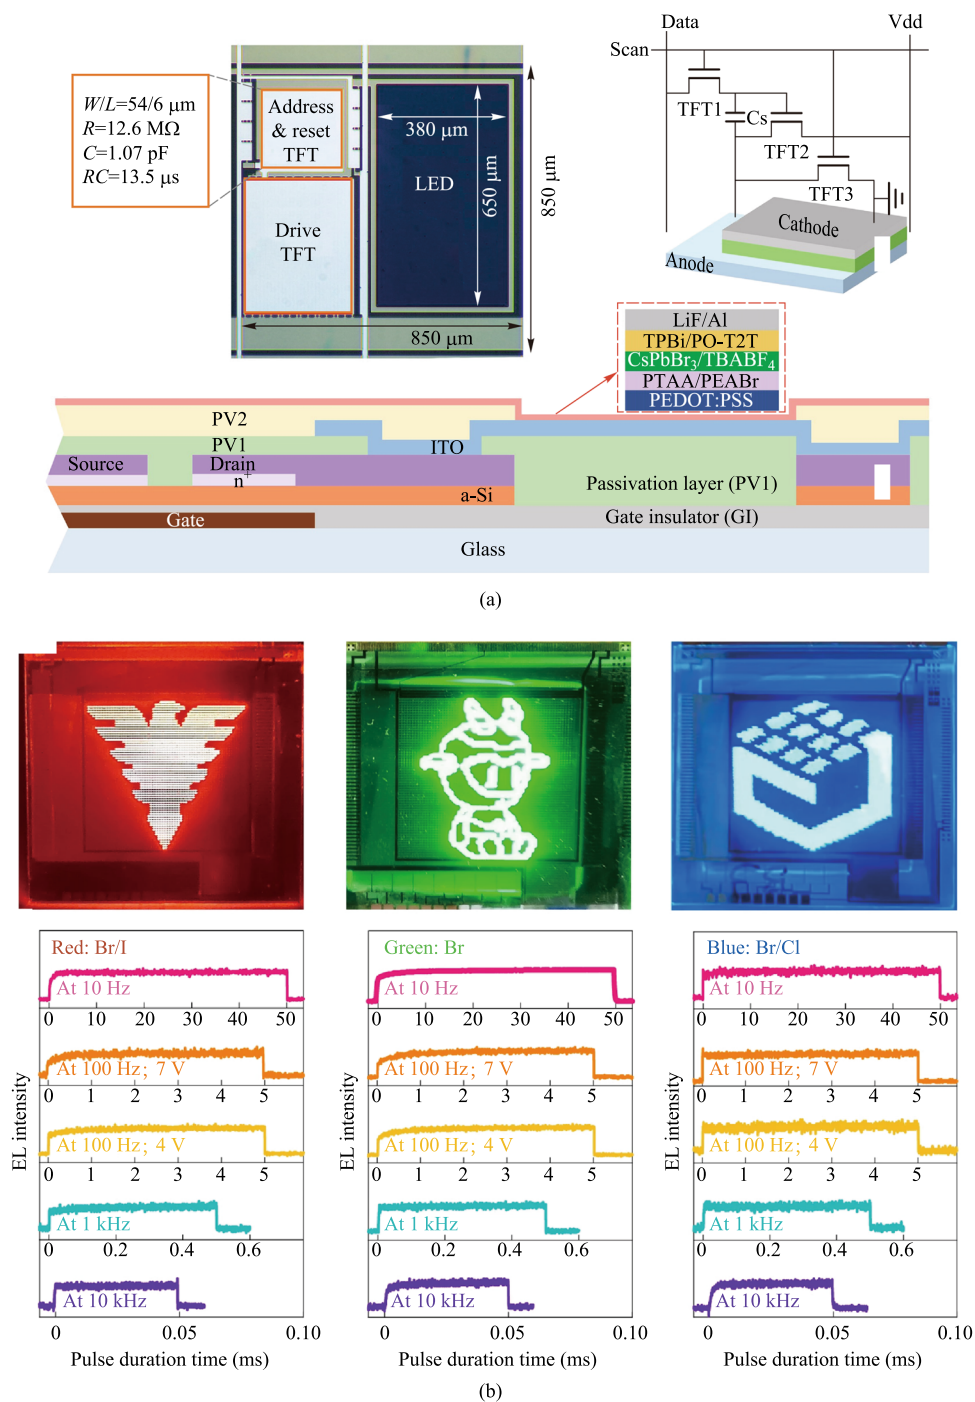 W/L=54/6 μm
R=12.6 MΩ
C=1.07 pF
RC=13.5 μs
Address
& reset
TFT
Drive
TFT
380 μm
LED
650 μm
850 μm
850 μm
Data
Vdd
Scan
TFT1
Cs
TFT2
TFT3
Cathode
Anode
LiF/Al
TPBi/PO-T2T
CsPbBr₃/TBABF₄
PTAA/PEABr
PEDOT:PSS
PV2
PV1
ITO
Source
Drain
n⁺
a-Si
Passivation layer (PV1)
Gate
Gate insulator (GI)
Glass
(a)
Red: Br/I
At 10 Hz
0 10 20 30 40 50
At 100 Hz; 7 V
0 1 2 3 4 5
At 100 Hz; 4 V
0 1 2 3 4 5
At 1 kHz
0 0.2 0.4 0.6
At 10 kHz
0 0.05 0.10
Pulse duration time (ms)
EL intensity
Green: Br
At 10 Hz
0 10 20 30 40 50
At 100 Hz; 7 V
0 1 2 3 4 5
At 100 Hz; 4 V
0 1 2 3 4 5
At 1 kHz
0 0.2 0.4 0.6
At 10 kHz
0 0.05 0.10
Pulse duration time (ms)
Blue: Br/Cl
At 10 Hz
0 10 20 30 40 50
At 100 Hz; 7 V
0 1 2 3 4 5
At 100 Hz; 4 V
0 1 2 3 4 5
At 1 kHz
0 0.2 0.4 0.6
At 10 kHz
0 0.05 0.10
Pulse duration time (ms)
EL intensity
(b)